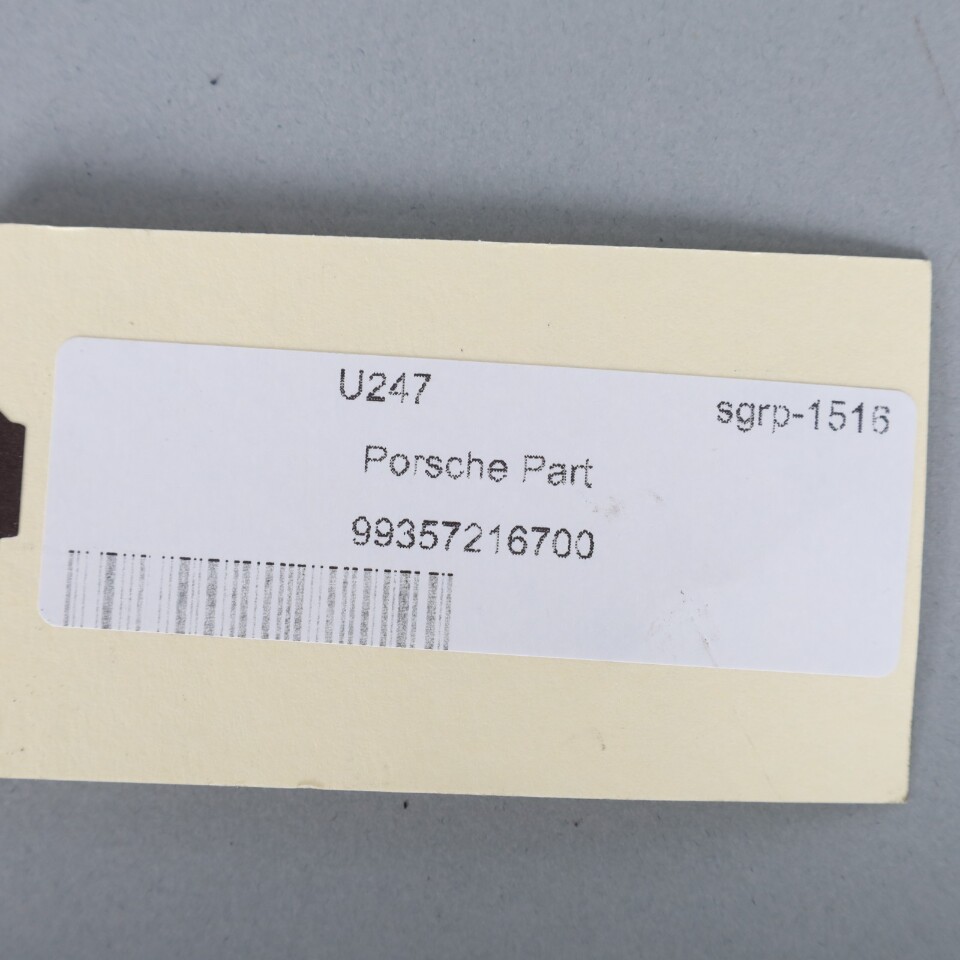 U247
sgrp-1516
Porsche Part
99357216700